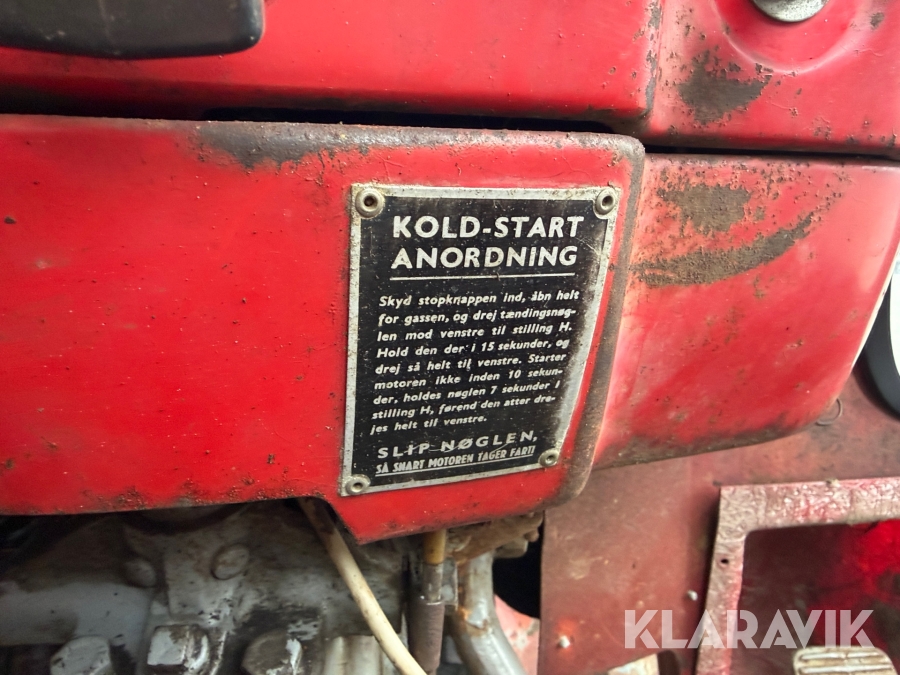 KOLD-START
ANORDNING
Skyd stopknappen ind, åbn helt
for gassen, og drej tændingsnøg-
len mod venstre til stilling H.
Hold den der i 15 sekunder, og
drej så helt til venstre. Starter
motoren ikke inden 10 sekun-
der, holdes nøglen 7 sekunder i
stilling H, førend den atter dre-
jes helt til venstre.
SLIP NØGLEN,
SÅ SNART MOTOREN TAGER FART!
KLARAVIK